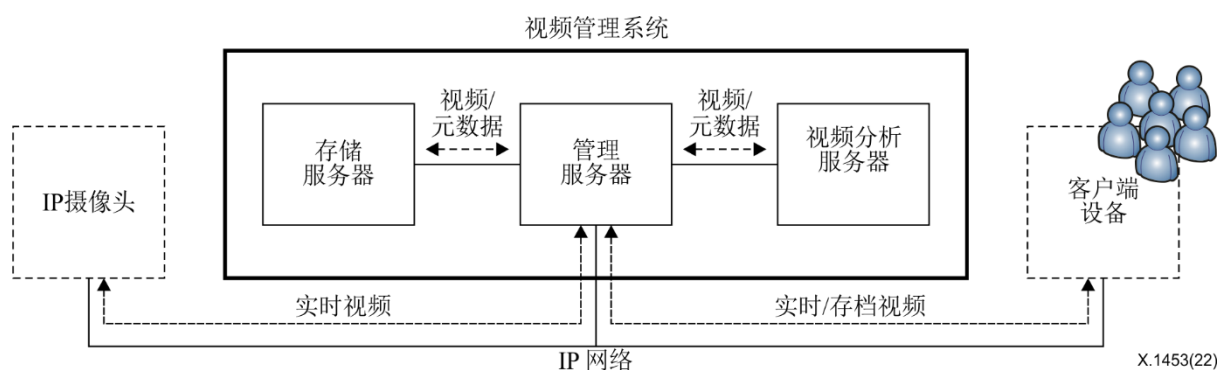 视频管理系统
IP摄像头
存储
服务器
视频/
元数据
管理
服务器
视频/
元数据
视频分析
服务器
客户端
设备
实时视频
实时/存档视频
IP 网络
X.1453(22)